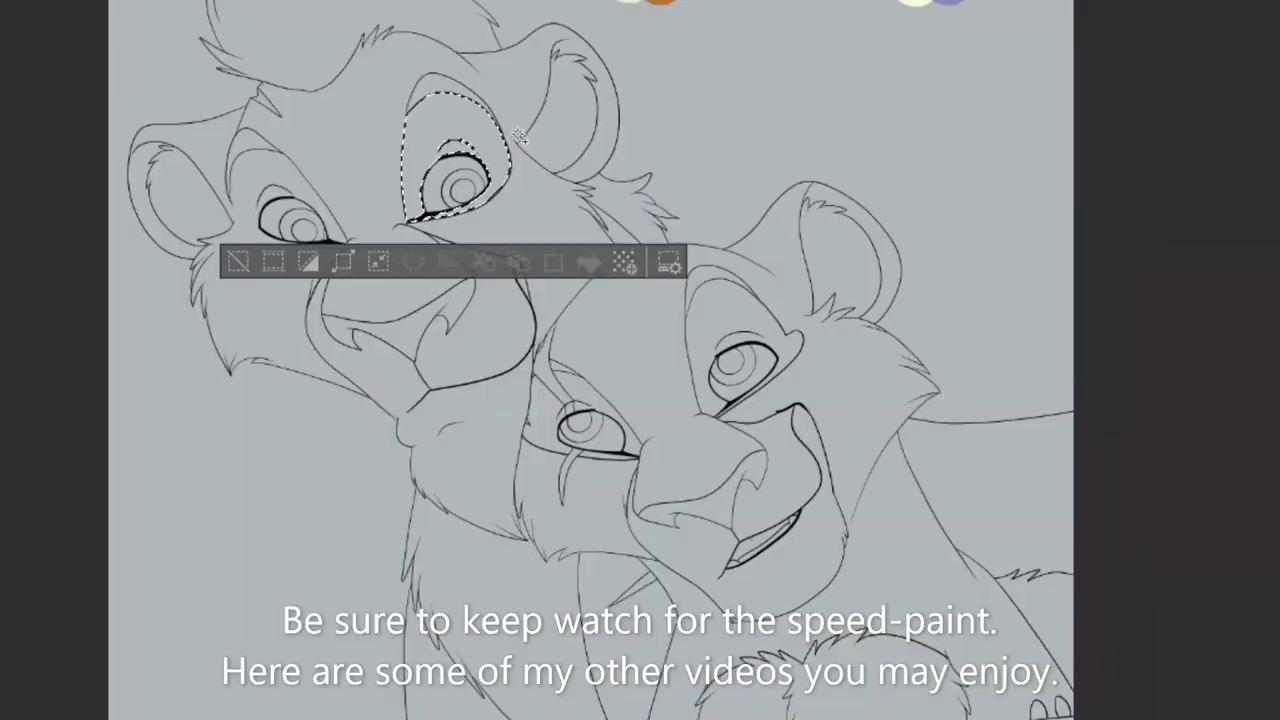 Be sure to keep watch for the speed-paint.
Here are some of my other videos you may enjoy.